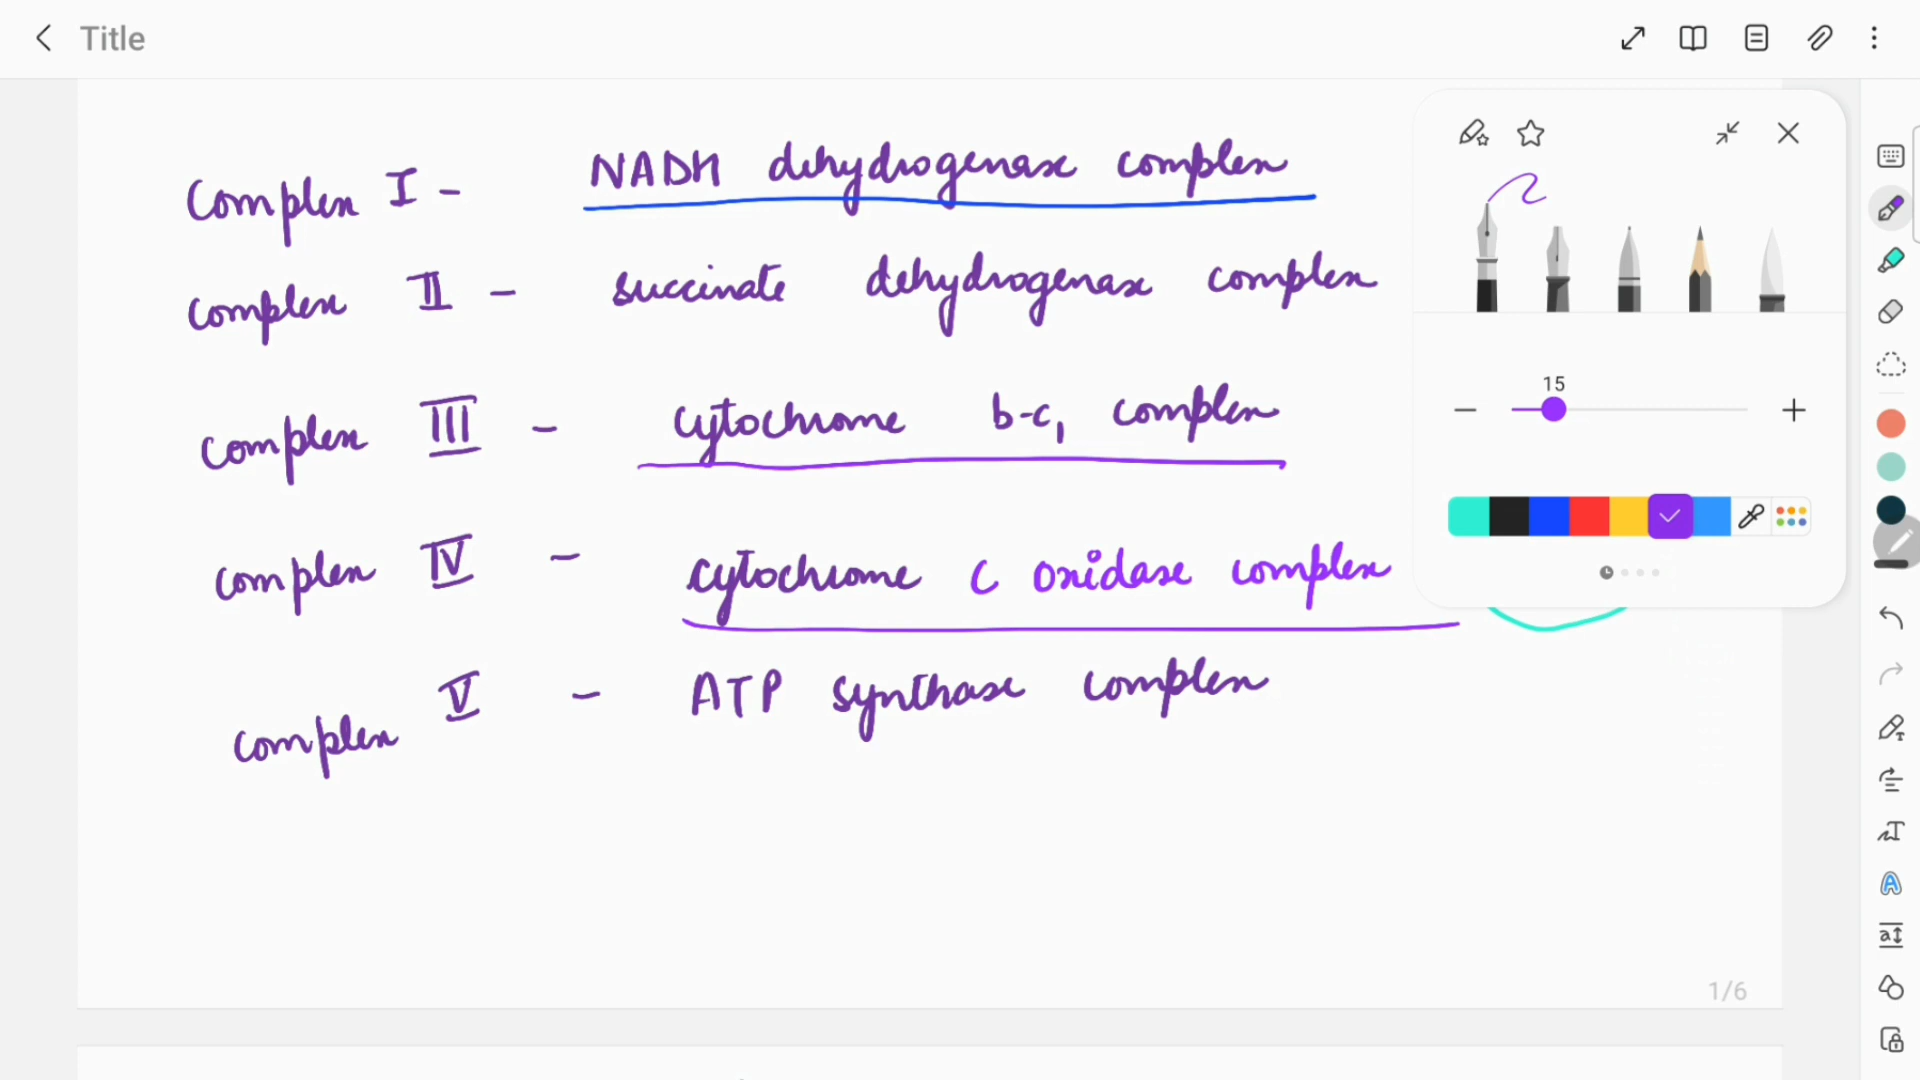 Title
Complex I - NADH dehydrogenase complex
complex II - succinate dehydrogenase complex
complex III - cytochrome b-c₁ complex
15
complex IV - cytochrome c oxidase complex
complex V - ATP synthase complex
1/6